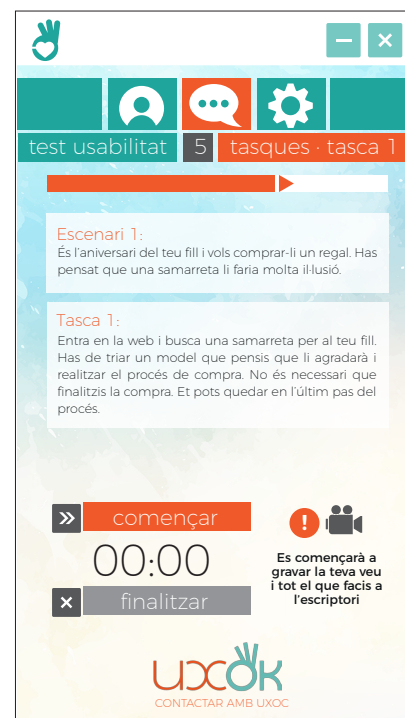 test usabilitat 5 tasques · tasca 1
Escenari 1:
És l'aniversari del teu fill i vols comprar-li un regal. Has
pensat que una samarreta li faria molta il·lusió.
Tasca 1:
Entra en la web i busca una samarreta per al teu fill.
Has de triar un model que pensis que li agradarà i
realitzar el procés de compra. No és necessari que
finalitzis la compra. Et pots quedar en l'últim pas del
procés.
començar
00:00
finalitzar
Es començarà a
gravar la teva veu
i tot el que facis a
l'escriptori
uxok
CONTACTAR AMB UXOC